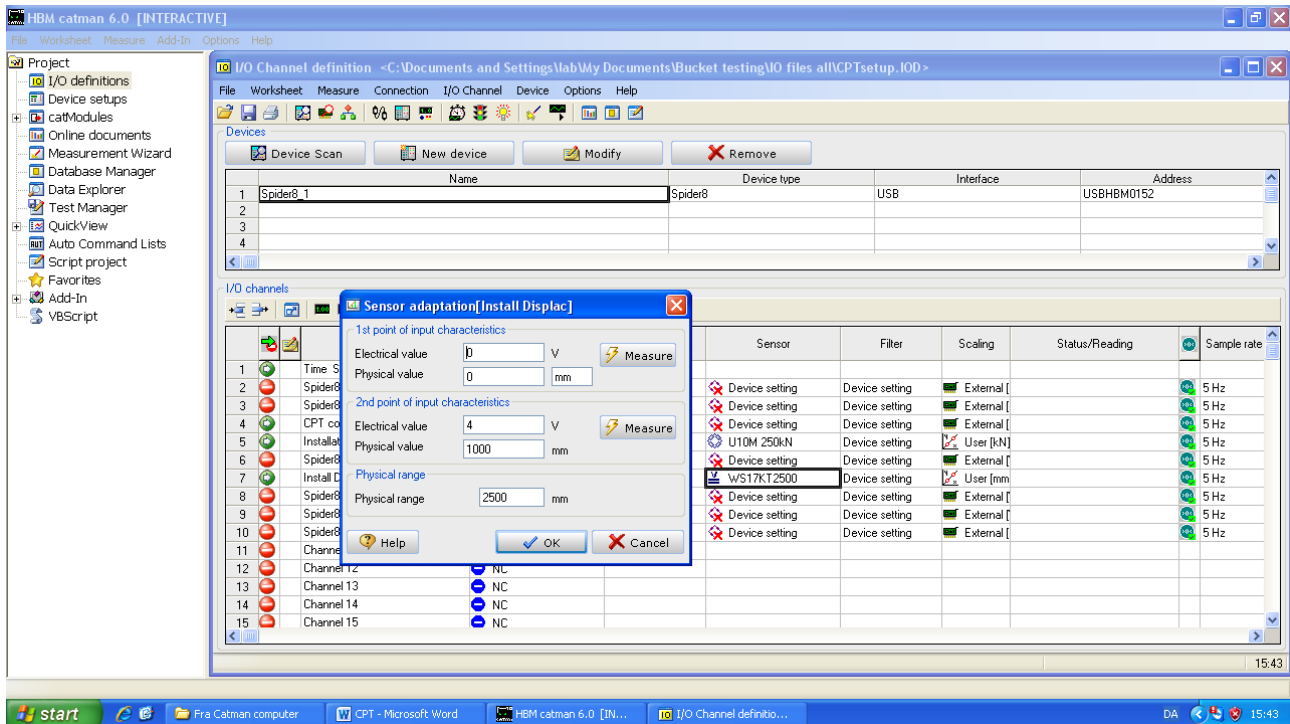 HBM catman 6.0 [INTERACTIVE]
File Worksheet Measure Add-In Options Help
Project
I/O definitions
Device setups
catModules
Online documents
Measurement Wizard
Database Manager
Data Explorer
Test Manager
QuickView
Auto Command Lists
Script project
Favorites
Add-In
VBScript
I/O Channel definition <C:\Documents and Settings\lab\My Documents\Bucket testing\IO files all\CPTsetup.IOD>
File Worksheet Measure Connection I/O Channel Device Options Help
Devices
Device Scan New device Modify Remove
Name Device type Interface Address
1 Spider8_1 Spider8 USB USBHBM0152
2
3
4
I/O channels
Sensor Filter Scaling Status/Reading Sample rate
1 Time S
2 Spider8 Device setting Device setting External [ 5 Hz
3 Spider8 Device setting Device setting External [ 5 Hz
4 CPT co Device setting Device setting External [ 5 Hz
5 Installat U10M 250kN Device setting User [kN] 5 Hz
6 Spider8 Device setting Device setting External [ 5 Hz
7 Install D WS17KT2500 Device setting User [mm 5 Hz
8 Spider8 Device setting Device setting External [ 5 Hz
9 Spider8 Device setting Device setting External [ 5 Hz
10 Spider8 Device setting Device setting External [ 5 Hz
11 Channe
12 Channel 12 NC
13 Channel 13 NC
14 Channel 14 NC
15 Channel 15 NC
Sensor adaptation[Install Displac]
1st point of input characteristics
Electrical value 0 V Measure
Physical value 0 mm
2nd point of input characteristics
Electrical value 4 V Measure
Physical value 1000 mm
Physical range
Physical range 2500 mm
Help OK Cancel
15:43
start Fra Catman computer CPT - Microsoft Word HBM catman 6.0 [IN... I/O Channel definitio... DA 15:43